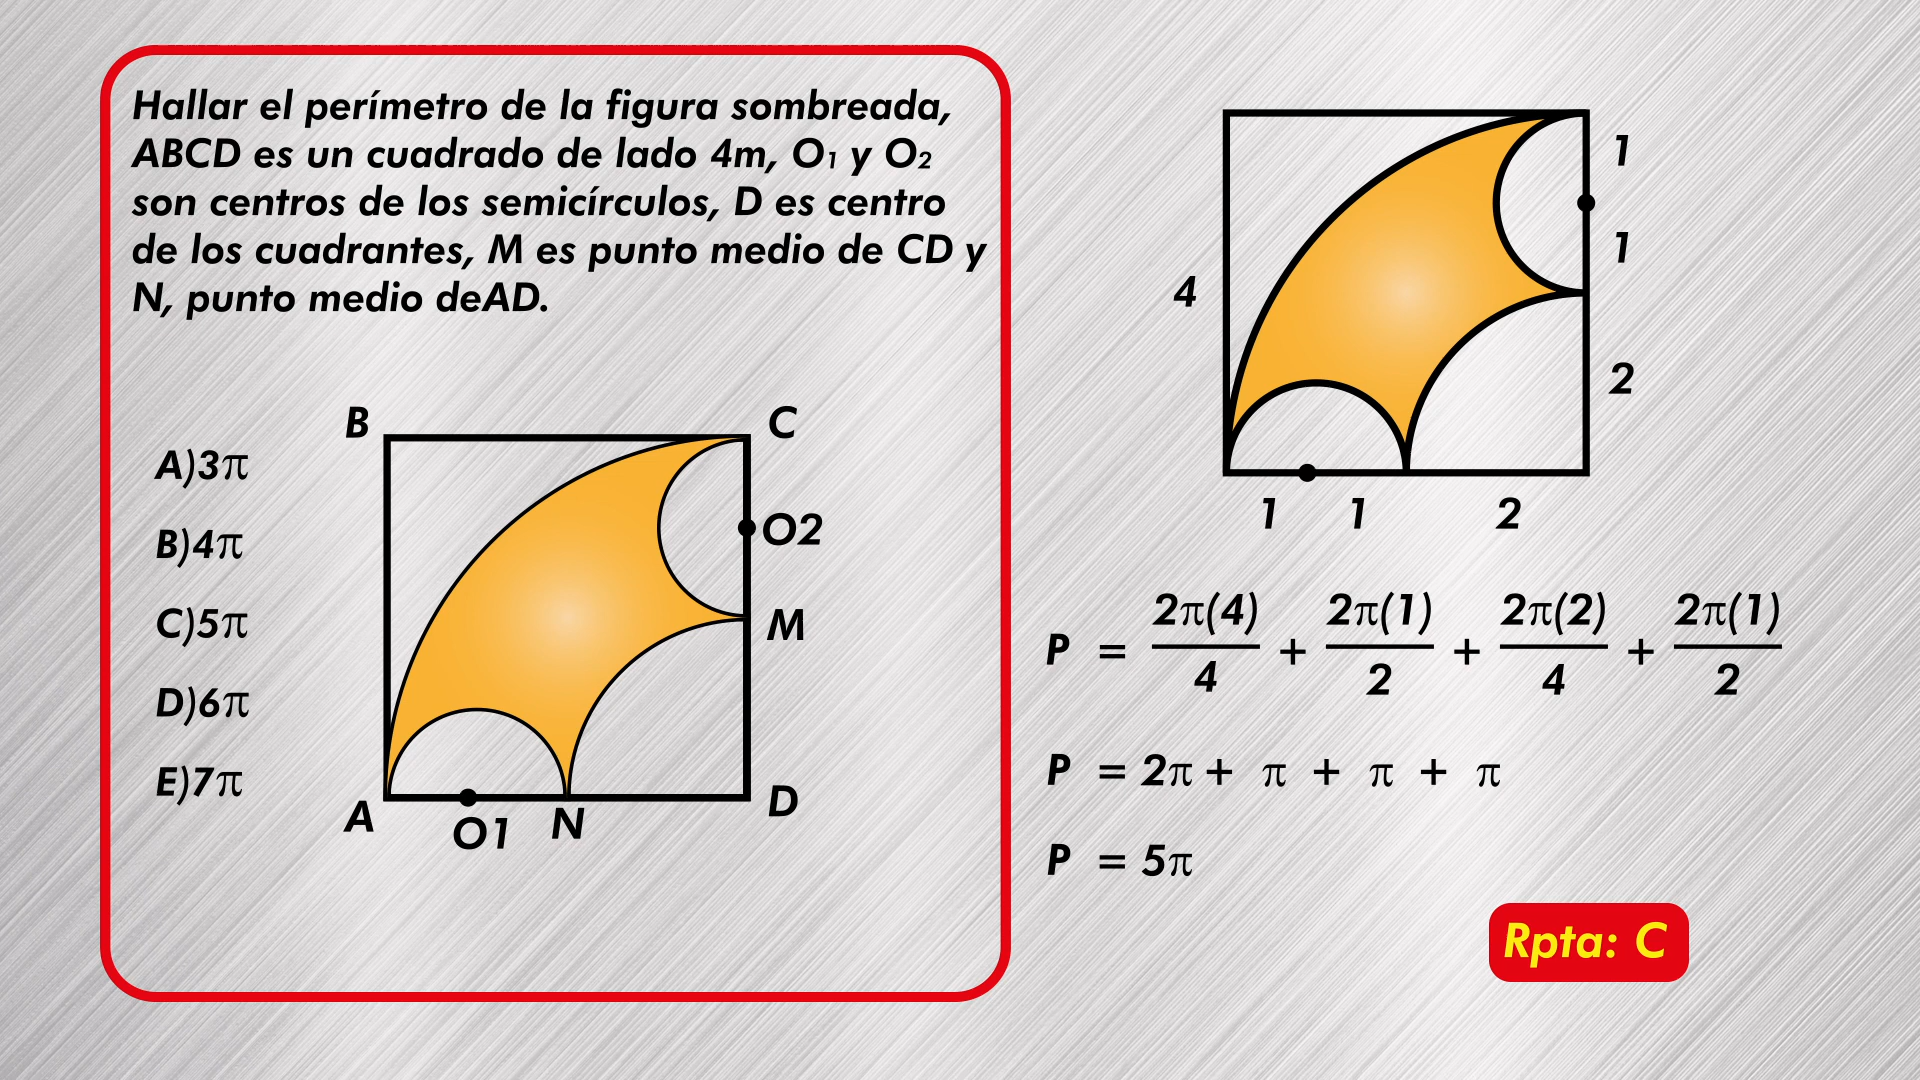 Hallar el perímetro de la figura sombreada,
ABCD es un cuadrado de lado 4m, O₁ y O₂
son centros de los semicírculos, D es centro
de los cuadrantes, M es punto medio de CD y
N, punto medio deAD.
A)3π
B)4π
C)5π
D)6π
E)7π
B
C
O2
M
D
A
O1
N
4
1
1
2
1 1 2
P = 2π(4)/4 + 2π(1)/2 + 2π(2)/4 + 2π(1)/2
P = 2π + π + π + π
P = 5π
Rpta: C